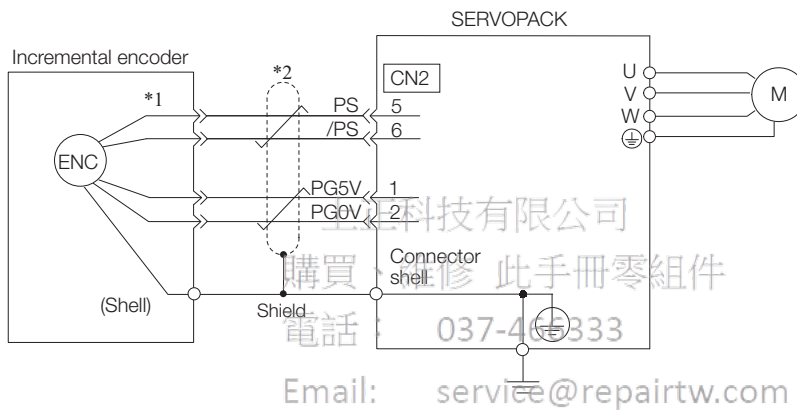 SERVOPACK
Incremental encoder
*1
*2
CN2
PS 5
/PS 6
ENC
PG5V 1
PG0V 2
U
V
W
M
上正科技有限公司
Connector
shell
購買、維修 此手冊零組件
(Shell)
Shield
電話： 037-466333
Email: service@repairtw.com